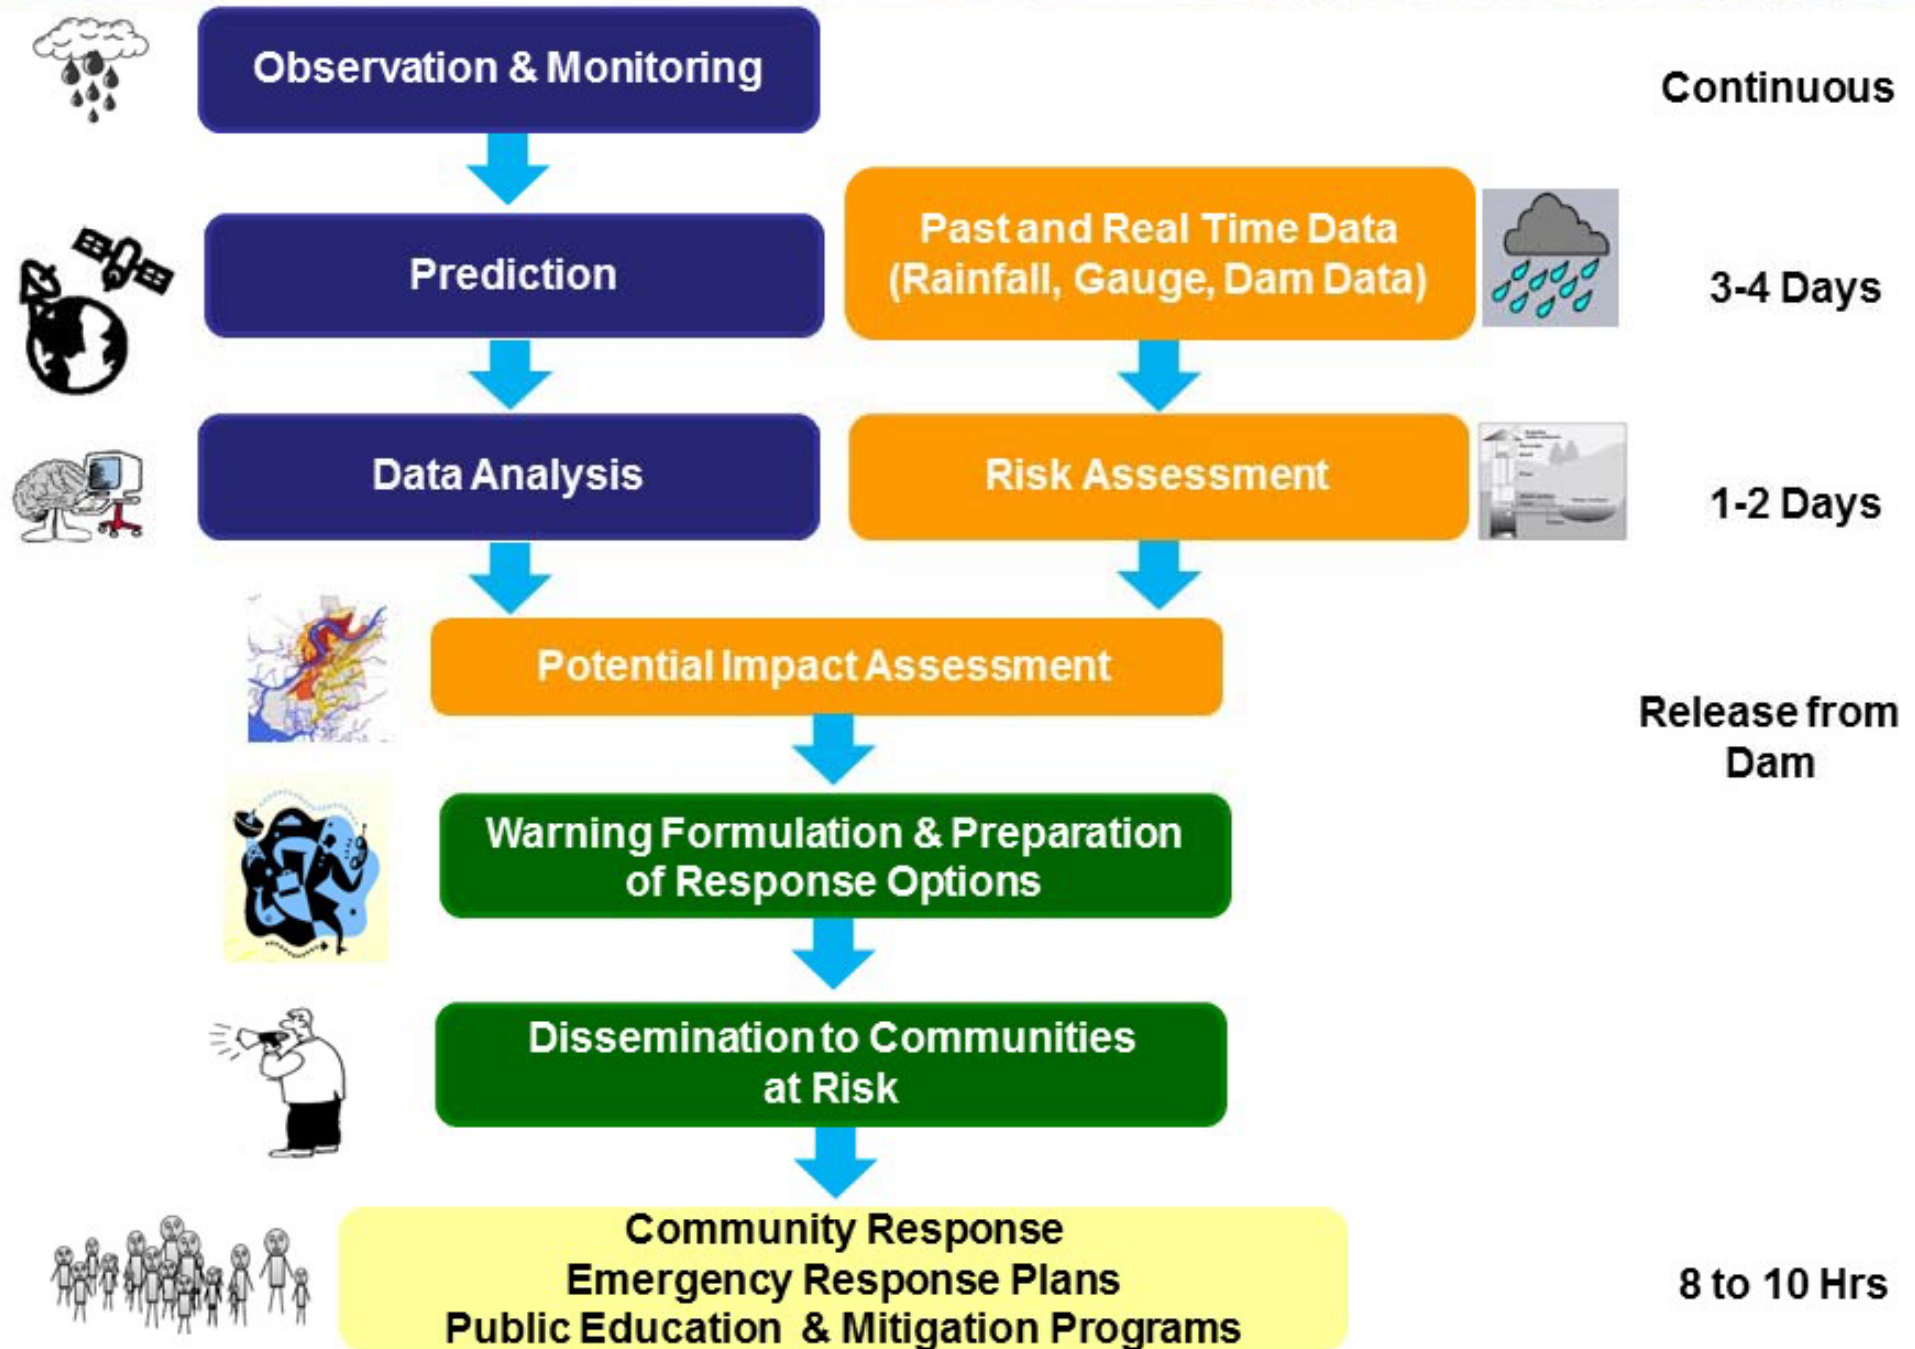 Observation & Monitoring
Continuous
Prediction
Past and Real Time Data
(Rainfall, Gauge, Dam Data)
3-4 Days
Data Analysis
Risk Assessment
1-2 Days
Potential Impact Assessment
Release from
Dam
Warning Formulation & Preparation
of Response Options
Dissemination to Communities
at Risk
Community Response
Emergency Response Plans
Public Education & Mitigation Programs
8 to 10 Hrs